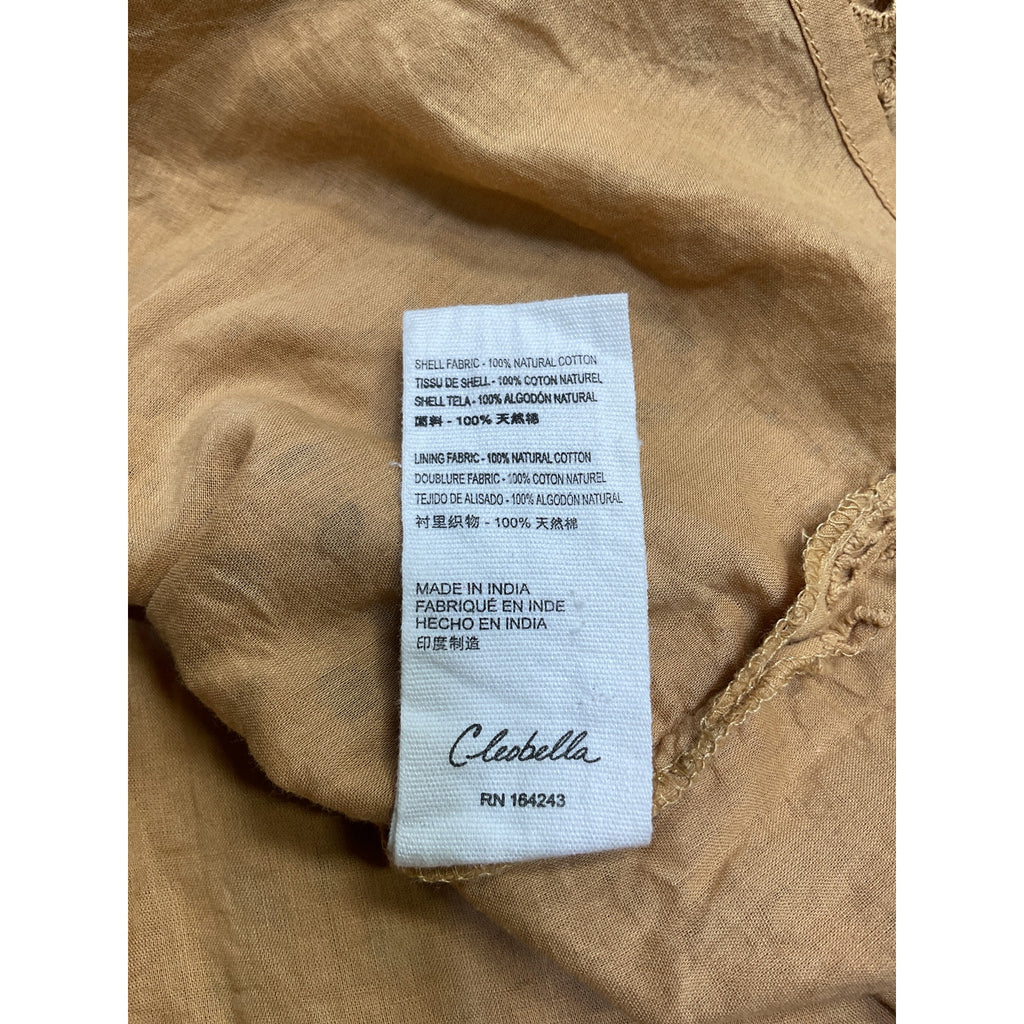 SHELL FABRIC - 100% NATURAL COTTON
TISSU DE SHELL - 100% COTON NATUREL
SHELL TELA - 100% ALGODÓN NATURAL
面料 - 100% 天然棉
LINING FABRIC - 100% NATURAL COTTON
DOUBLURE FABRIC - 100% COTON NATUREL
TEJIDO DE ALISADO - 100% ALGODÓN NATURAL
衬里织物 - 100% 天然棉
MADE IN INDIA
FABRIQUÉ EN INDE
HECHO EN INDIA
印度制造
Cleobella
RN 164243